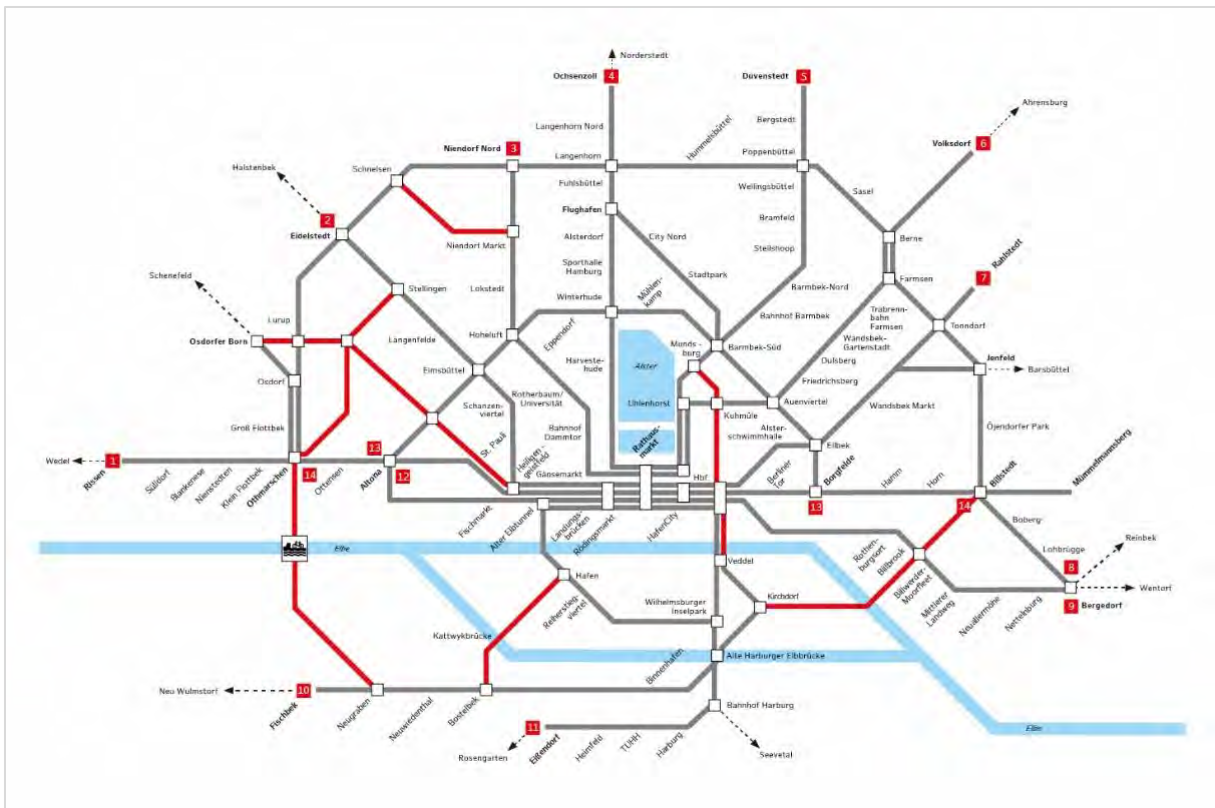 Norderstedt
Ochsenzoll 4
Duvenstedt 5
Ahrensburg
Langenhorn Nord
Bergstedt
Hummelsbüttel
Niendorf Nord 3
Volksdorf 6
Langenhorn
Poppenbüttel
Halstenbek
Schnelsen
Fuhlsbüttel
Wellingsbüttel
Sasel
2
Flughafen
Bramfeld
Eidelstedt
Niendorf Markt
Alsterdorf
City Nord
Berne
Steilshoop
Rahlstedt
Schenefeld
Sporthalle
Hamburg
Stadtpark
Farmsen
7
Stellingen
Lokstedt
Mühlen-
kamp
Barmbek-Nord
Winterhude
Trabrenn-
bahn
Farmsen
Lurup
Bahnhof Barmbek
Tonndorf
Osdorfer Born
Langenfelde
Hoheluft
Eppendorf
Wandsbek-
Gartenstadt
Munds-
burg
Barmbek-Süd
Harveste-
hude
Alster
Dulsberg
Jenfeld
Barsbüttel
Eimsbüttel
Osdorf
Friedrichsberg
Rotherbaum/
Universität
Uhlenhorst
Auenviertel
Wandsbek Markt
Schanzen-
viertel
Kuhmüle
Groß Flottbek
Bahnhof
Dammtor
Alster-
schwimmhalle
Öjendorfer Park
St. Pauli
Rathaus-
markt
Eilbek
13
Heiligen-
geistfeld
Gänsemarkt
Hbf
Berliner
Tor
Wedel
1
Rissen
Sülldorf
Blankenese
Nienstedten
Klein Flottbek
Othmarschen
14
Ottensen
Altona
12
Borgfelde
13
Hamm
Horn
Billstedt
14
Mümmelmannsberg
Fischmarkt
Alter Elbtunnel
Landungs-
brücken
Rödingsmarkt
HafenCity
Boberg
Reinbek
Elbe
Veddel
Rothen-
burgsort
Billbrook
Lohbrügge
8
Hafen
Billwerder-
Moorfleet
Wentorf
Reiherstieg-
viertel
Wilhelmsburger
Inselpark
Kirchdorf
Mittlerer
Landweg
Neuallermöhe
Nettelnburg
9
Bergedorf
Kattwykbrücke
Binnenhafen
Alte Harburger Elbbrücke
Neu Wulmstorf
10
Fischbek
Neugraben
Neuwiedenthal
Bostelbek
Bahnhof Harburg
11
Elbe
Rosengarten
Eißendorf
Heimfeld
TUHH
Harburg
Seevetal